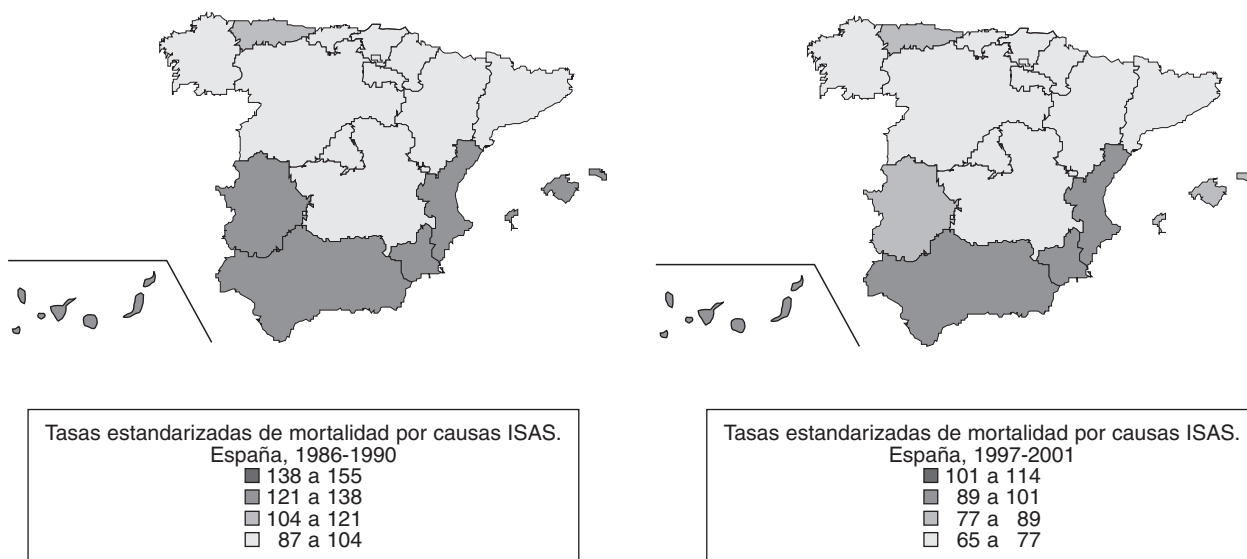 Tasas estandarizadas de mortalidad por causas ISAS.
España, 1986-1990
138 a 155
121 a 138
104 a 121
87 a 104
Tasas estandarizadas de mortalidad por causas ISAS.
España, 1997-2001
101 a 114
89 a 101
77 a 89
65 a 77